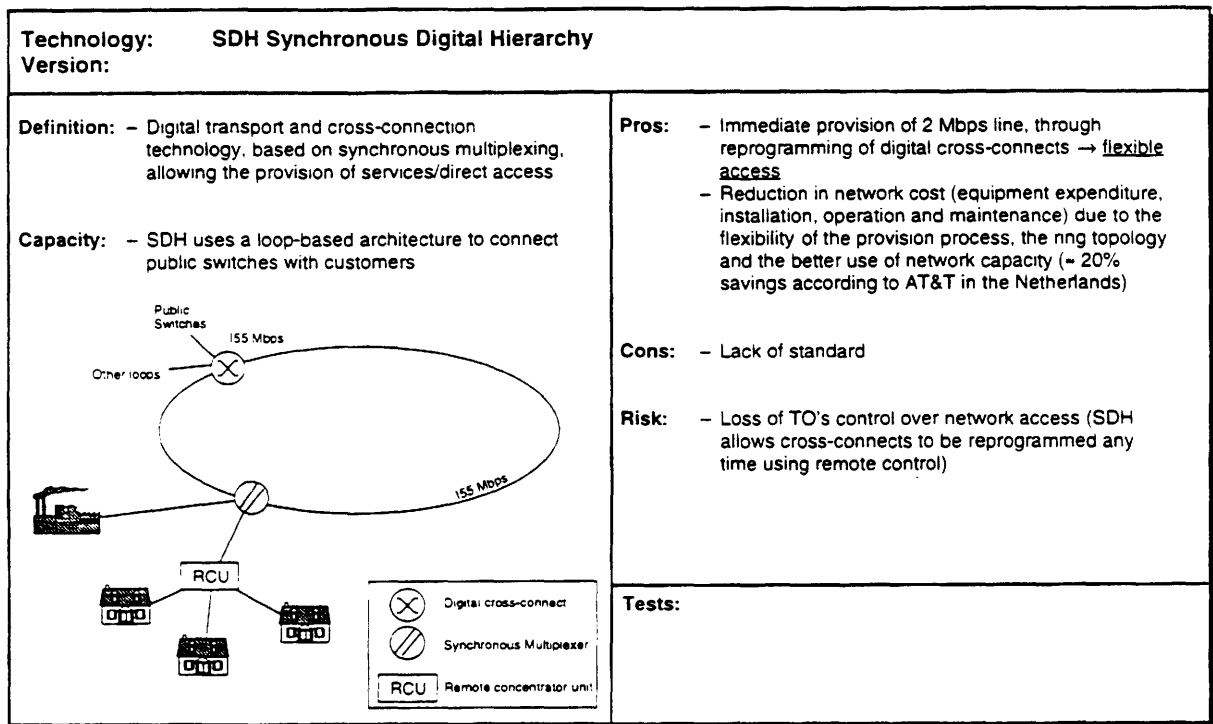 Technology: SDH Synchronous Digital Hierarchy
Version:
Definition: – Digital transport and cross-connection
technology, based on synchronous multiplexing,
allowing the provision of services/direct access
Capacity: – SDH uses a loop-based architecture to connect
public switches with customers
Public
Switches
155 Mbps
Other loops
155 Mbps
RCU
Digital cross-connect
Synchronous Multiplexer
RCU Remote concentrator unit
Pros: – Immediate provision of 2 Mbps line, through
reprogramming of digital cross-connects → flexible
access
– Reduction in network cost (equipment expenditure,
installation, operation and maintenance) due to the
flexibility of the provision process, the ring topology
and the better use of network capacity (~ 20%
savings according to AT&T in the Netherlands)
Cons: – Lack of standard
Risk: – Loss of TO's control over network access (SDH
allows cross-connects to be reprogrammed any
time using remote control)
Tests: